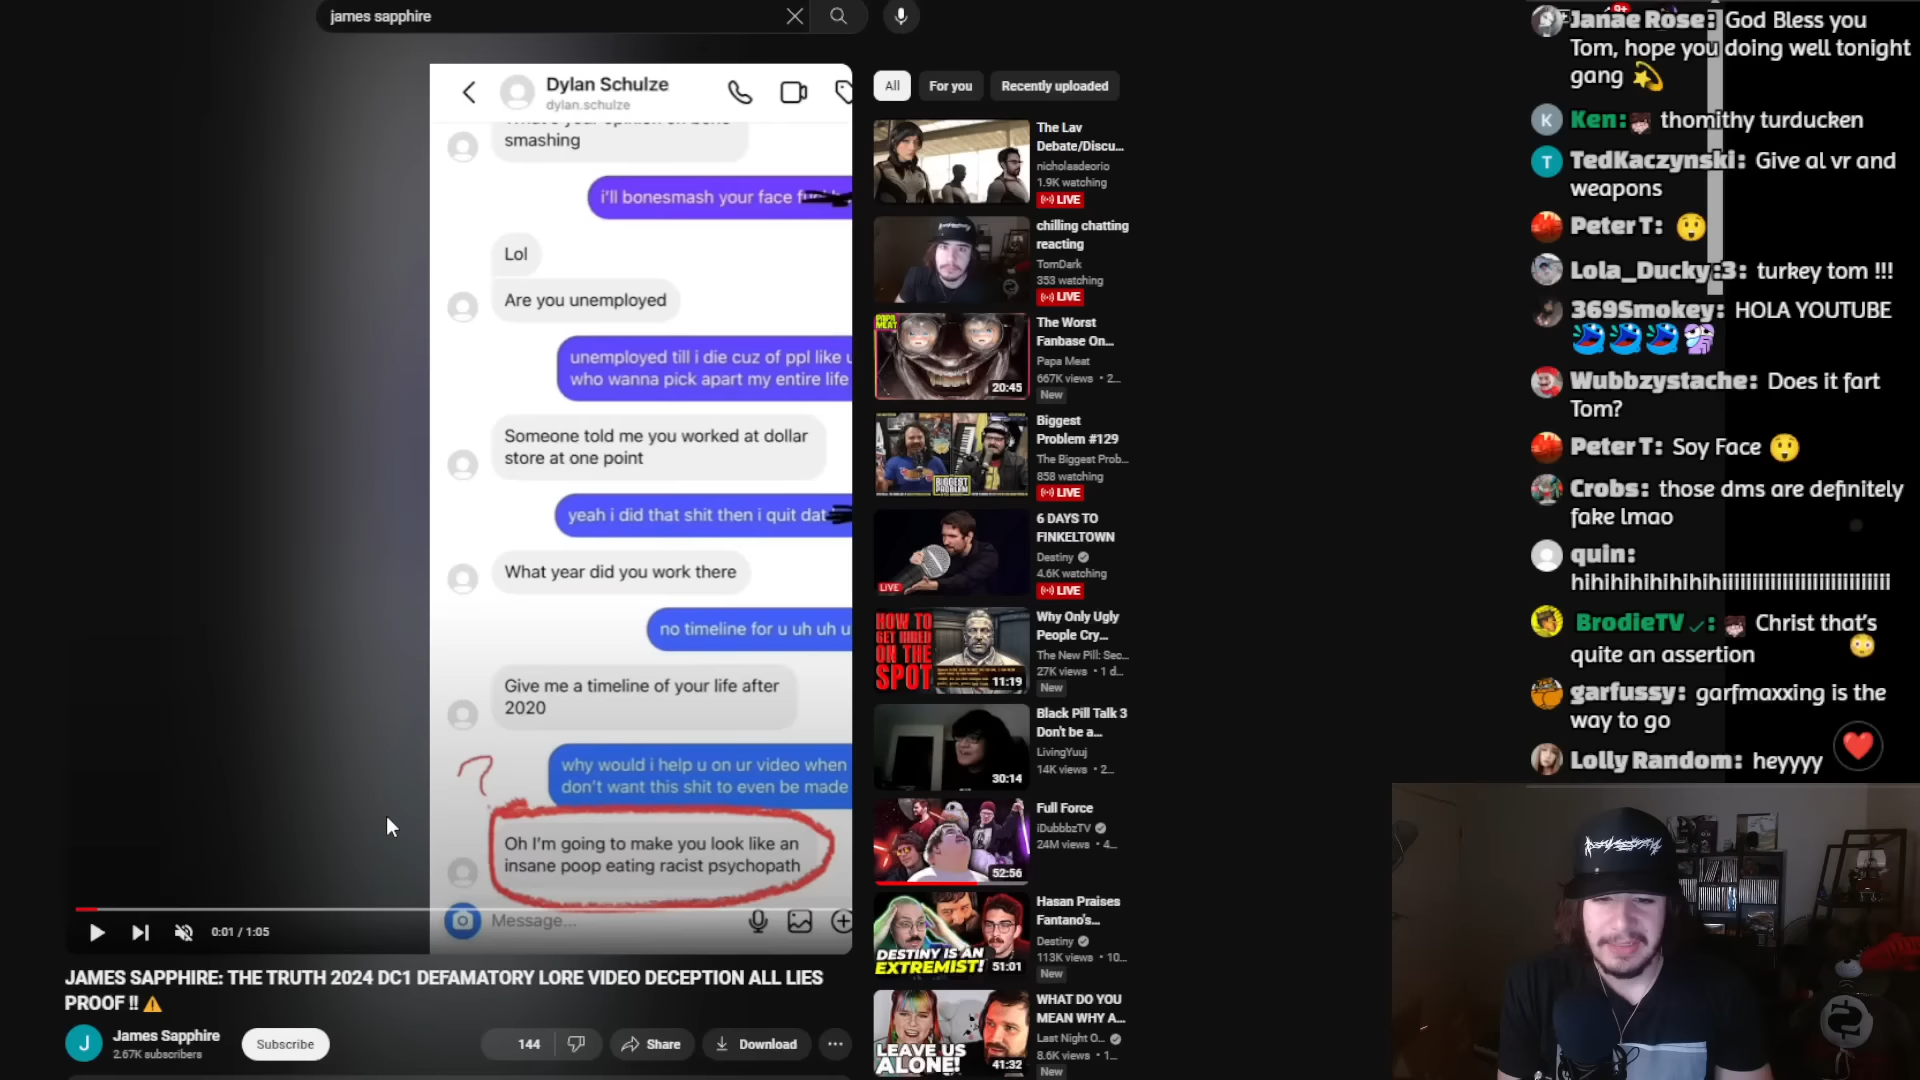 james sapphire
Dylan Schulze
dylan.schulze
smashing
i'll bonesmash your face
Lol
Are you unemployed
unemployed till i die cuz of ppl like u
who wanna pick apart my entire life
Someone told me you worked at dollar
store at one point
yeah i did that shit then i quit dat
What year did you work there
no timeline for u uh uh u
Give me a timeline of your life after
2020
?
why would i help u on ur video when
don't want this shit to even be made
Oh I'm going to make you look like an
insane poop eating racist psychopath
Message...
0:01 / 1:05
JAMES SAPPHIRE: THE TRUTH 2024 DC1 DEFAMATORY LORE VIDEO DECEPTION ALL LIES
PROOF !! ⚠
J
James Sapphire
2.67K subscribers
Subscribe
144
Share
Download
All
For you
Recently uploaded
The Lav
Debate/Discu...
nicholasdeorio
1.9K watching
LIVE
chilling chatting
reacting
TomDark
353 watching
LIVE
PAPA
MEAT
20:45
The Worst
Fanbase On...
Papa Meat
667K views • 2...
New
BIGGEST
PROBLEM
Biggest
Problem #129
The Biggest Prob...
858 watching
LIVE
LIVE
6 DAYS TO
FINKELTOWN
Destiny
4.6K watching
LIVE
HOW TO
GET HIRED
ON THE
SPOT
11:19
Why Only Ugly
People Cry...
The New Pill: Sec...
27K views • 1 d...
New
30:14
Black Pill Talk 3
Don't be a...
LivingYuuj
14K views • 2...
52:56
Full Force
iDubbbzTV
24M views • 4...
DESTINY IS AN
EXTREMIST!
51:01
Hasan Praises
Fantano's...
Destiny
113K views • 10...
New
LEAVE US
ALONE!
41:32
WHAT DO YOU
MEAN WHY A...
Last Night O...
8.6K views • 1...
New
9+
Janae Rose: God Bless you
Tom, hope you doing well tonight
gang 💫
K
Ken: thomithy turducken
T
TedKaczynski: Give al vr and
weapons
Peter T: 😲
Lola_Ducky:3: turkey tom !!!
369Smokey: HOLA YOUTUBE
Wubbzystache: Does it fart
Tom?
Peter T: Soy Face 😲
Crobs: those dms are definitely
fake lmao
quin:
BrodieTV ✓: Christ that's
quite an assertion 😳
garfussy: garfmaxxing is the
way to go
Lolly Random: heyyyy